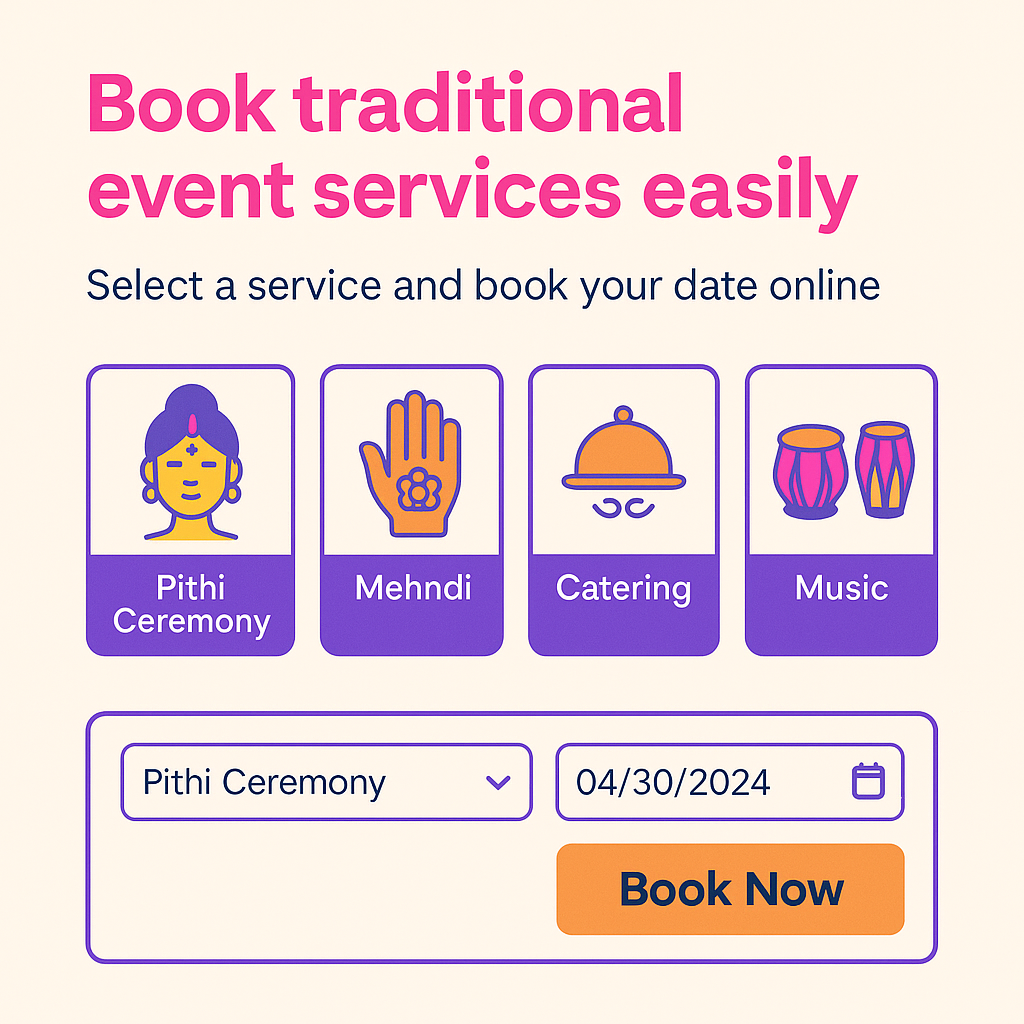 Book traditional
event services easily
Select a service and book your date online
Pithi
Ceremony
Mehndi
Catering
Music
Pithi Ceremony
04/30/2024
Book Now